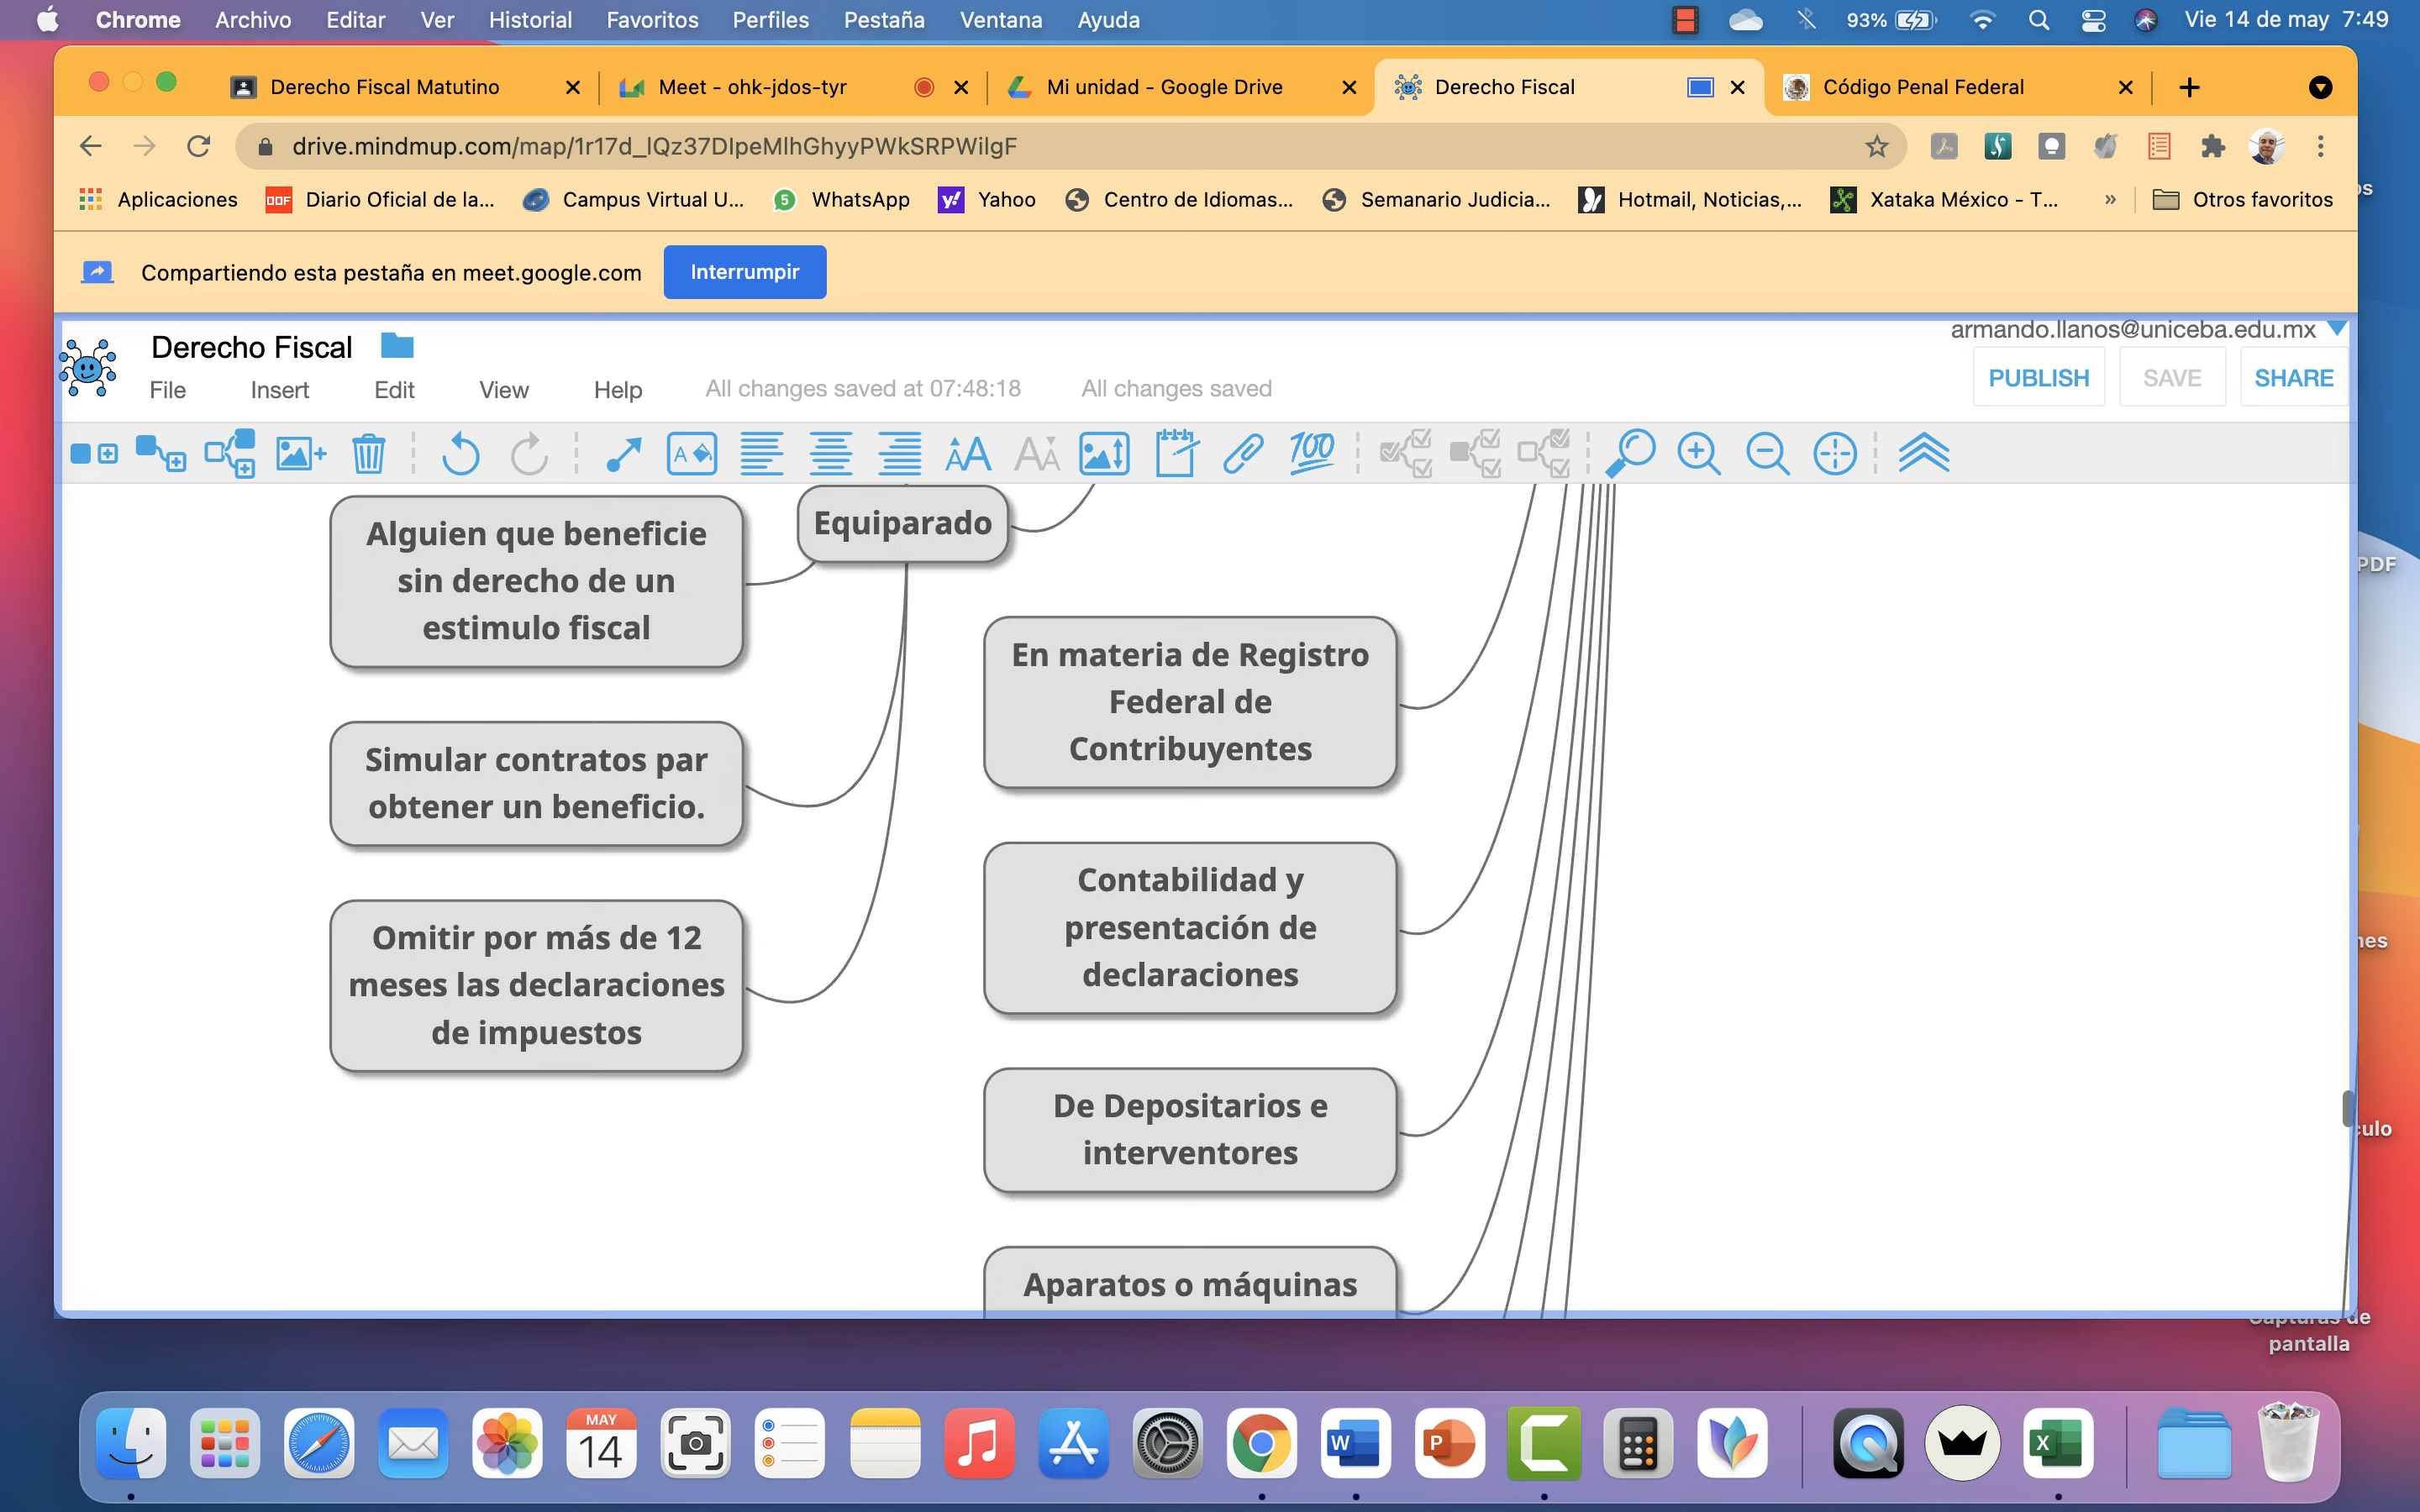 Chrome Archivo Editar Ver Historial Favoritos Perfiles Pestaña Ventana Ayuda 93% Vie 14 de may 7:49
Derecho Fiscal Matutino Meet - ohk-jdos-tyr Mi unidad - Google Drive Derecho Fiscal Código Penal Federal
drive.mindmup.com/map/1r17d_lQz37DIpeMlhGhyyPWkSRPWilgF
Aplicaciones DOF Diario Oficial de la... Campus Virtual U... 5 WhatsApp y! Yahoo Centro de Idiomas... Semanario Judicia... Hotmail, Noticias,... Xataka México - T... » Otros favoritos
Compartiendo esta pestaña en meet.google.com Interrumpir
armando.llanos@uniceba.edu.mx
Derecho Fiscal
PUBLISH SAVE SHARE
File Insert Edit View Help All changes saved at 07:48:18 All changes saved
A AA AA 100
Equiparado
Alguien que beneficie
sin derecho de un
estimulo fiscal
Simular contratos par
obtener un beneficio.
Omitir por más de 12
meses las declaraciones
de impuestos
En materia de Registro
Federal de
Contribuyentes
Contabilidad y
presentación de
declaraciones
De Depositarios e
interventores
Aparatos o máquinas
PDF
Capturas de
pantalla
MAY
14
W P X